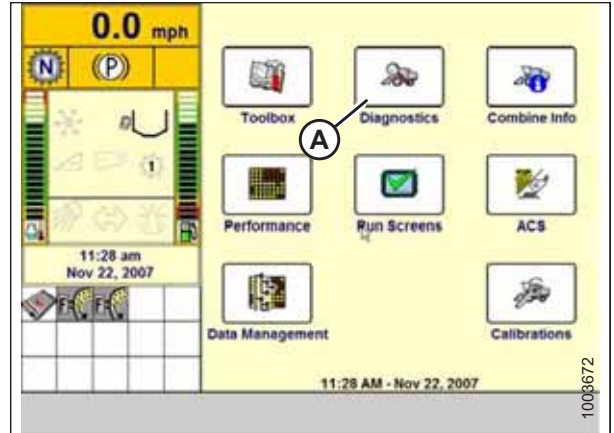 0.0 mph
N (P)
Toolbox Diagnostics Combine Info
A
1
Performance Run Screens ACS
11:28 am
Nov 22, 2007
F F
Data Management Calibrations
11:28 AM - Nov 22, 2007
1003672